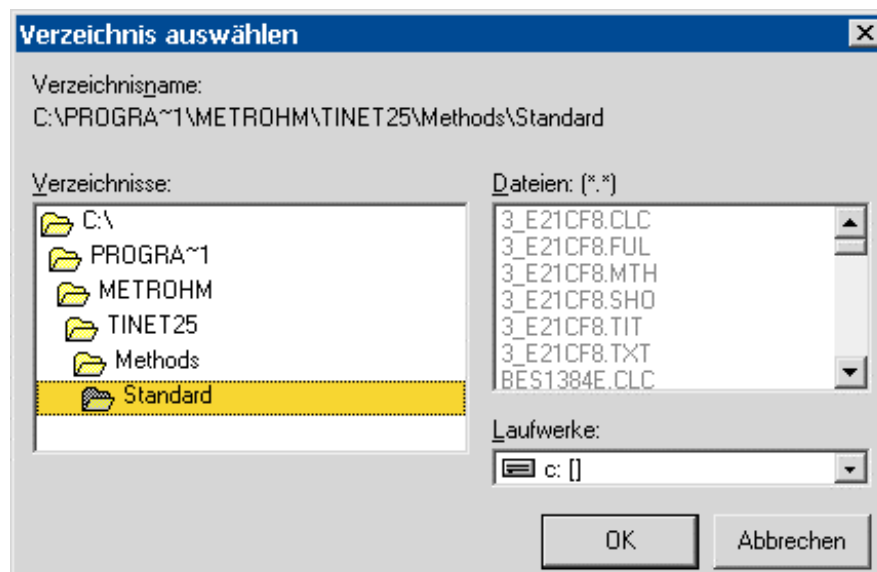 Verzeichnis auswählen
Verzeichnisname:
C:\PROGRA~1\METROHM\TINET25\Methods\Standard
Verzeichnisse:
C:\
PROGRA~1
METROHM
TINET25
Methods
Standard
Dateien: (*.*)
3_E21CF8.CLC
3_E21CF8.FUL
3_E21CF8.MTH
3_E21CF8.SHO
3_E21CF8.TIT
3_E21CF8.TXT
BES1384E.CLC
Laufwerke:
c: []
OK
Abbrechen